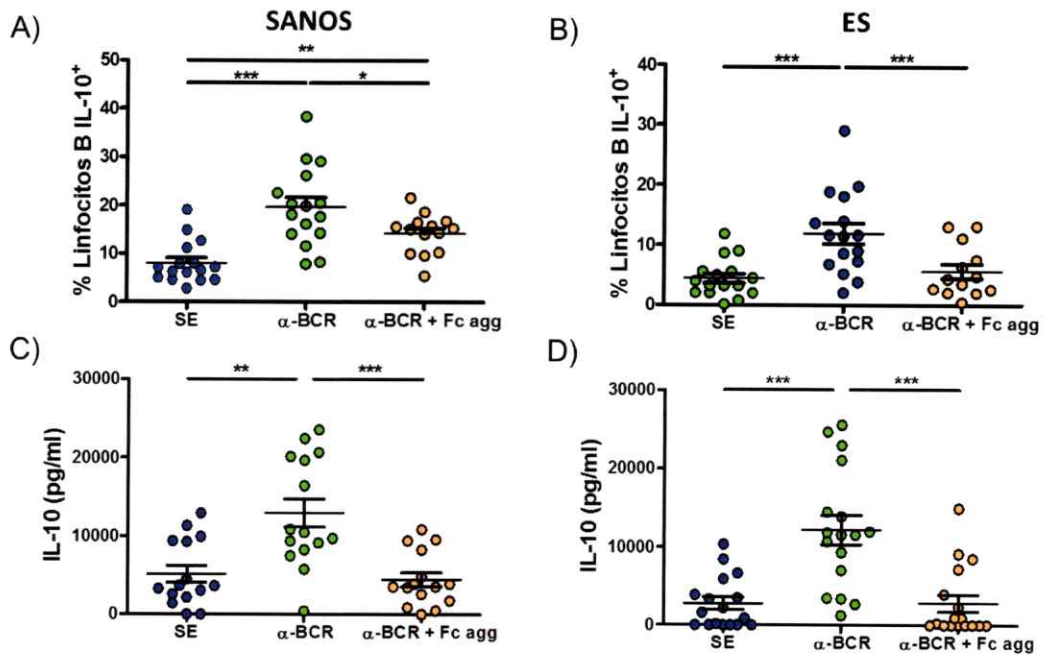 A)
SANOS
% Linfocitos B IL-10⁺
50
40
30
20
10
0
**
***
*
SE
α-BCR
α-BCR + Fc agg
B)
ES
% Linfocitos B IL-10⁺
40
30
20
10
0
***
***
SE
α-BCR
α-BCR + Fc agg
C)
IL-10 (pg/ml)
30000
20000
10000
0
**
***
SE
α-BCR
α-BCR + Fc agg
D)
IL-10 (pg/ml)
30000
20000
10000
0
***
***
SE
α-BCR
α-BCR + Fc agg